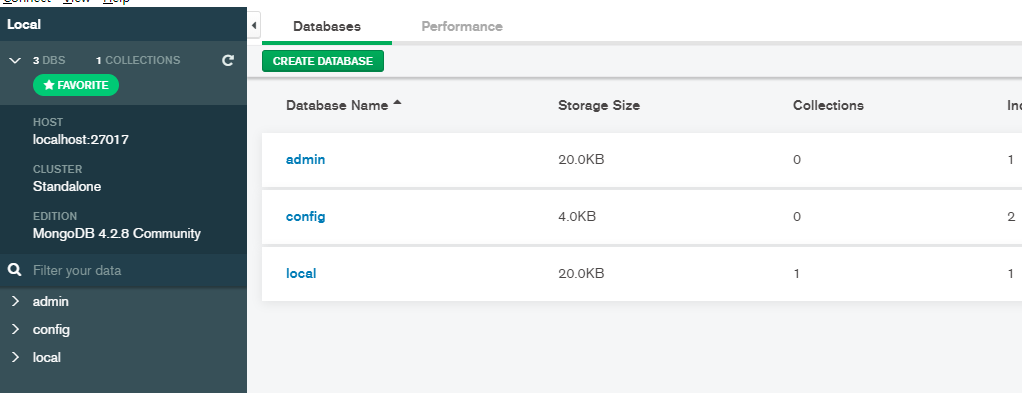 Connect View Help
Local
3 DBS 1 COLLECTIONS
FAVORITE
HOST
localhost:27017
CLUSTER
Standalone
EDITION
MongoDB 4.2.8 Community
Filter your data
admin
config
local
Databases Performance
CREATE DATABASE
Database Name Storage Size Collections Inc
admin 20.0KB 0 1
config 4.0KB 0 2
local 20.0KB 1 1